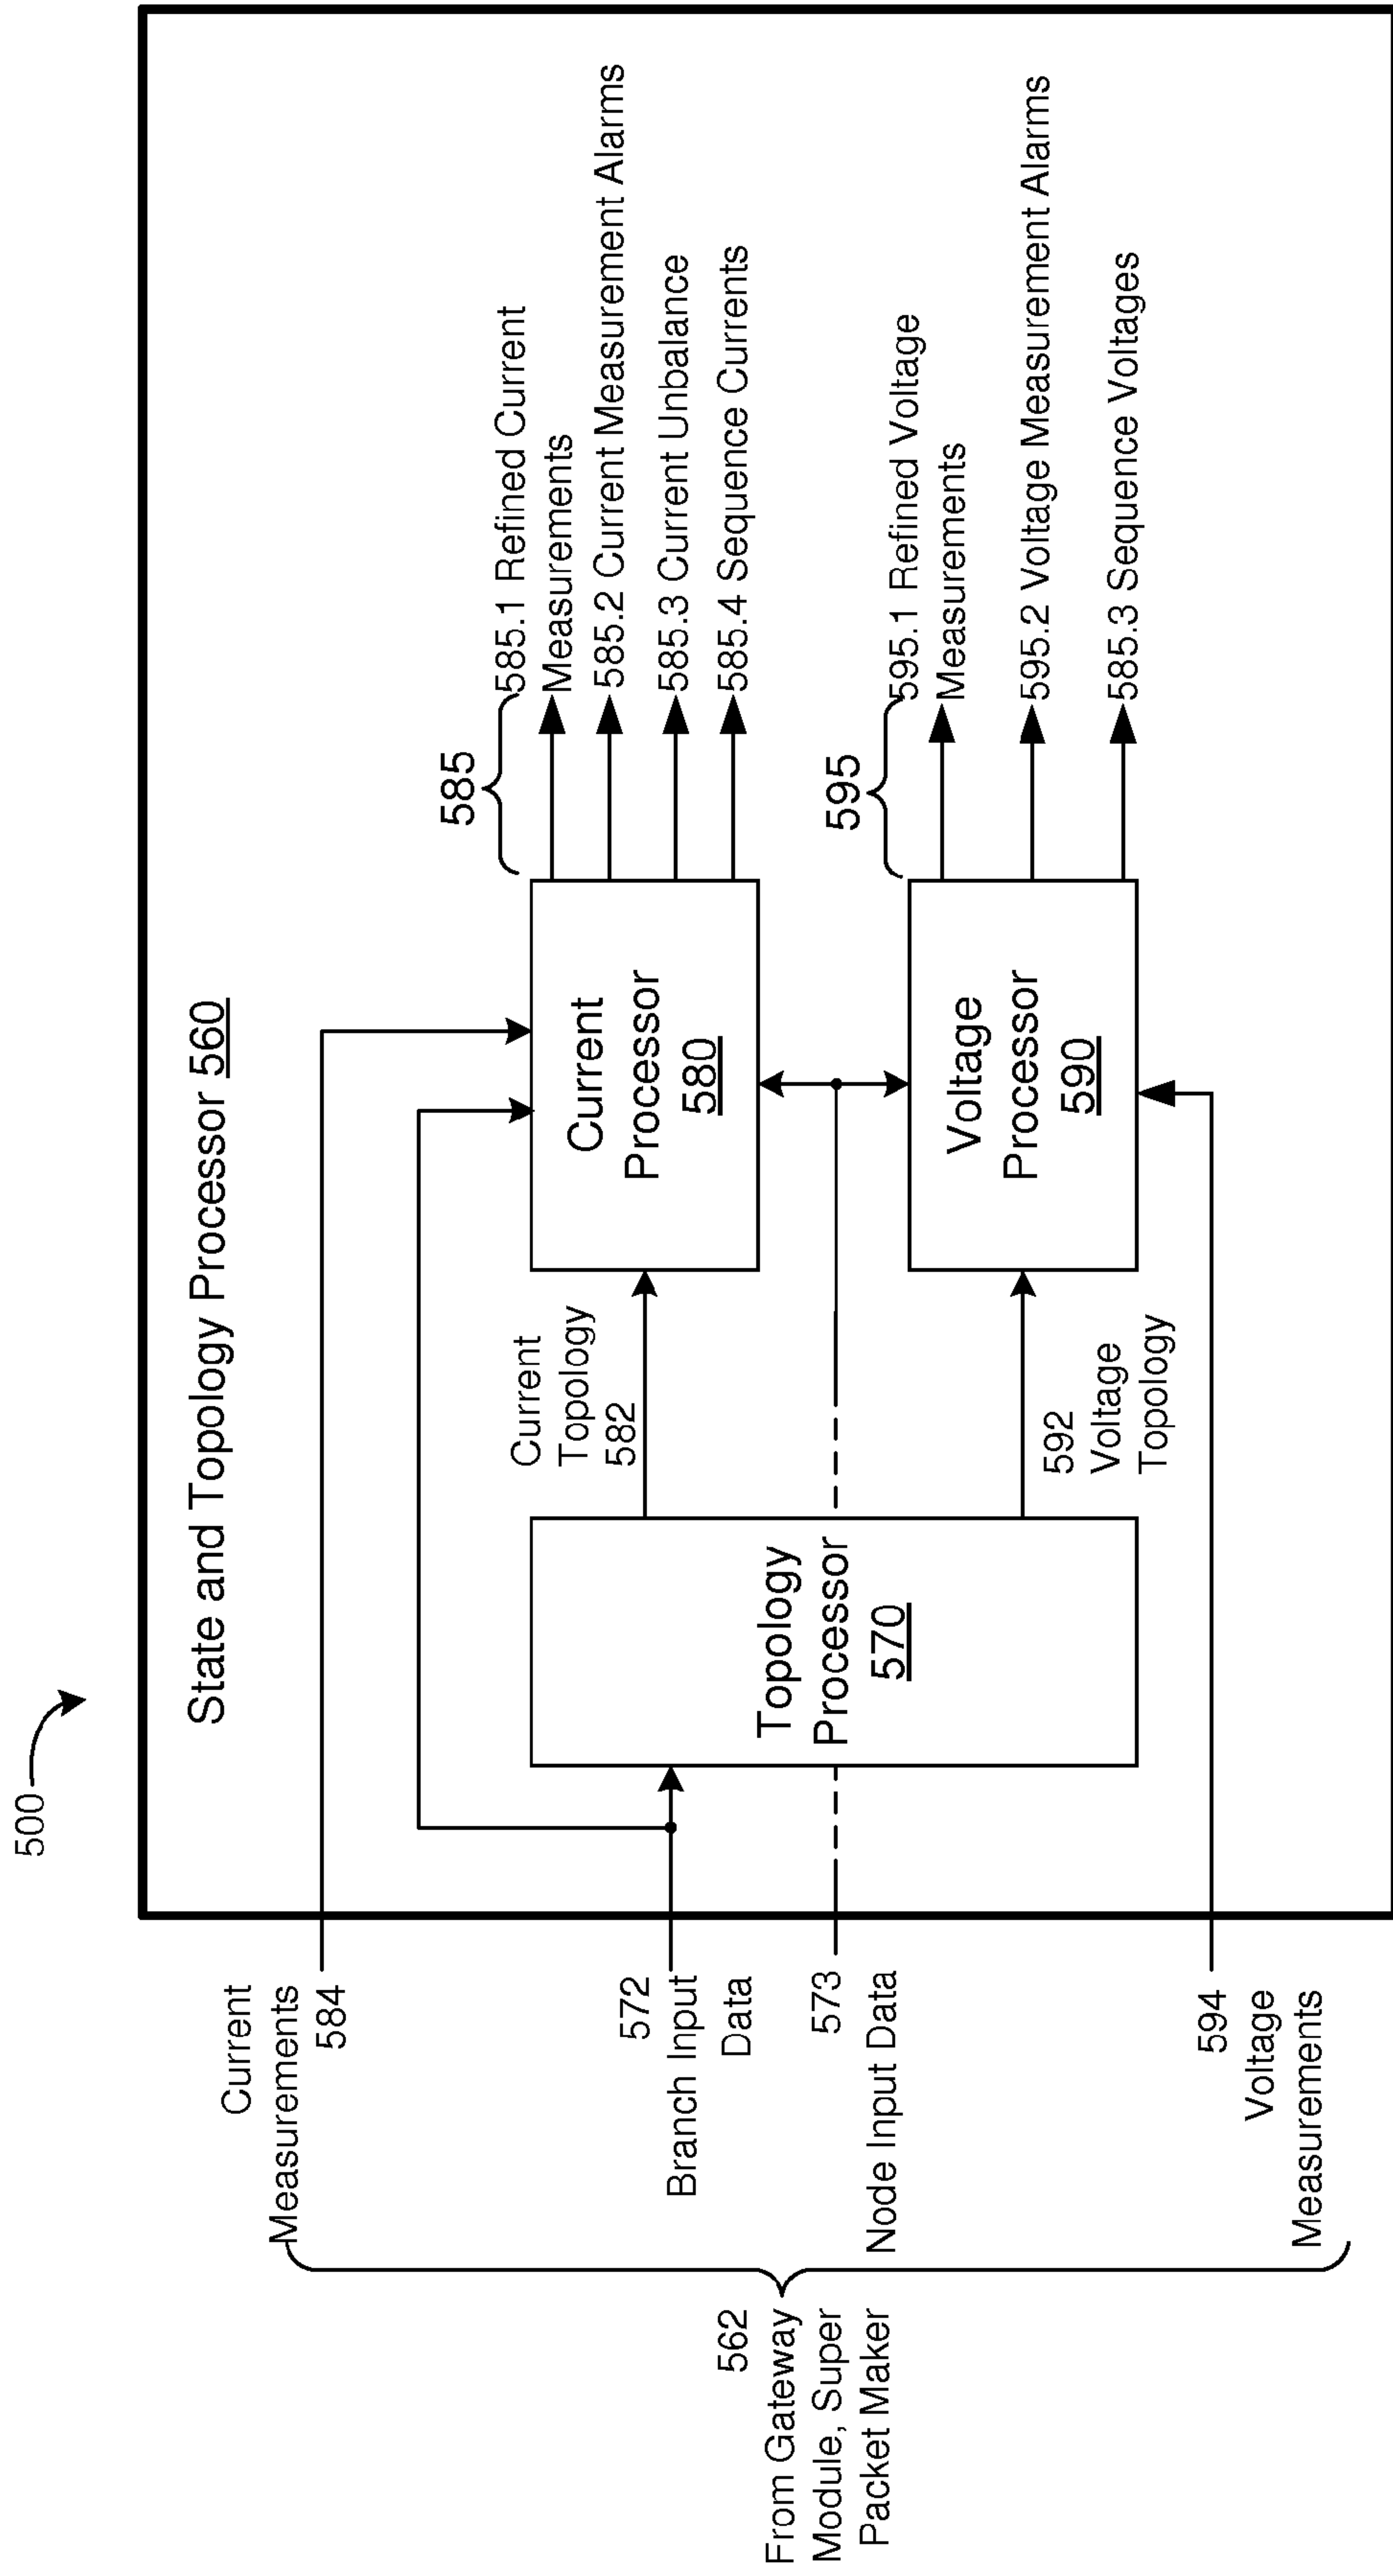 500
State and Topology Processor 560
Current
Measurements
584
572
Branch Input
Data
573
Node Input Data
594
Voltage
Measurements
562
From Gateway
Module, Super
Packet Maker
Topology
Processor
570
Current
Topology
582
592
Voltage
Topology
Current
Processor
580
Voltage
Processor
590
585
585.1 Refined Current
Measurements
585.2 Current Measurement Alarms
585.3 Current Unbalance
585.4 Sequence Currents
595
595.1 Refined Voltage
Measurements
595.2 Voltage Measurement Alarms
585.3 Sequence Voltages